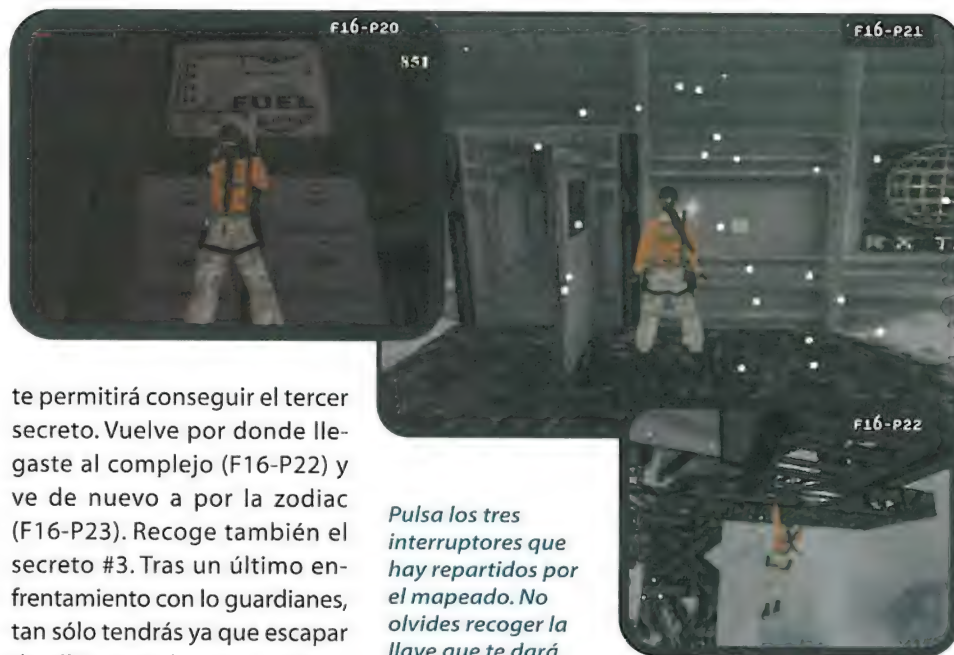 F16-P20
851
FUEL
F16-P21
F16-P22
te permitirá conseguir el tercer
secreto. Vuelve por donde lle-
gaste al complejo (F16-P22) y
ve de nuevo a por la zodiac
(F16-P23). Recoge también el
secreto #3. Tras un último en-
frentamiento con lo guardianes,
tan sólo tendrás ya que escapar
Pulsa los tres
interruptores que
hay repartidos por
el mapeado. No
olvides recoger la
llave que te dará